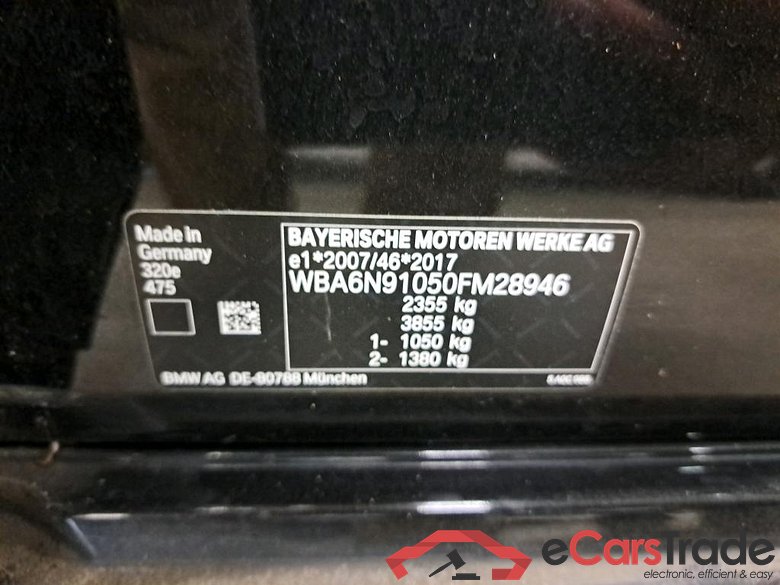 Made in
Germany
320e
475
BAYERISCHE MOTOREN WERKE AG
e1*2007/46*2017
WBA6N91050FM28946
2355 kg
3855 kg
1- 1050 kg
2- 1380 kg
BMW AG DE-80788 München
eCarsTrade
electronic, efficient & easy